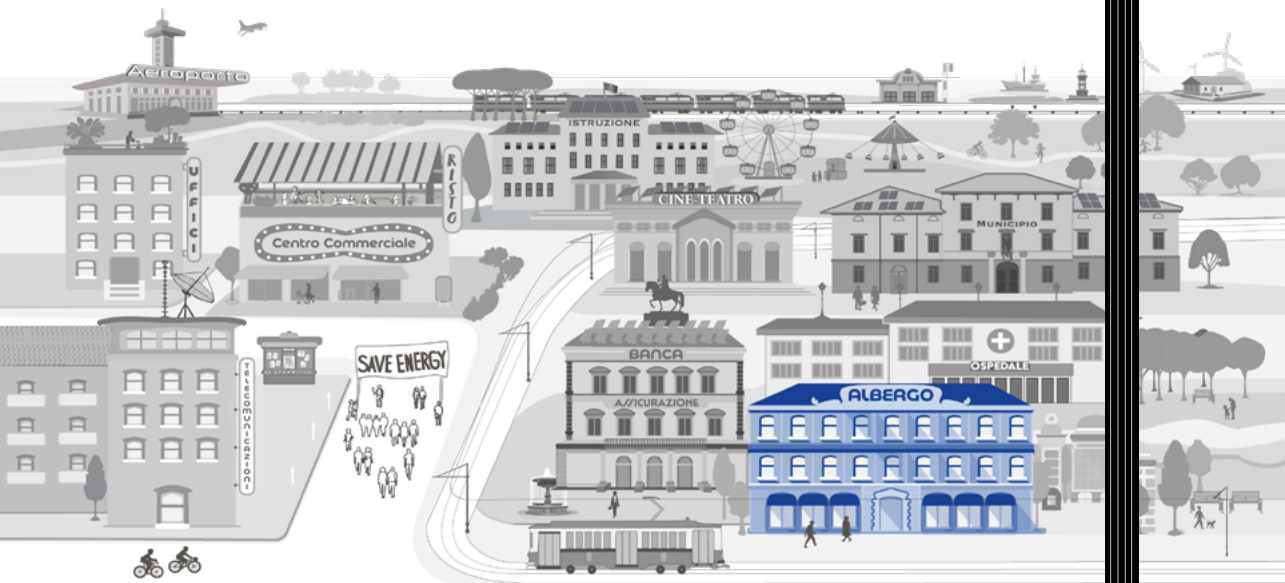 Aeroporto
ISTRUZIONE
RISTO
UFFICI
CINE-TEATRO
Centro Commerciale
MUNICIPIO
SAVE ENERGY
BANCA
OSPEDALE
TELECOMUNICAZIONI
ASSICURAZIONE
ALBERGO